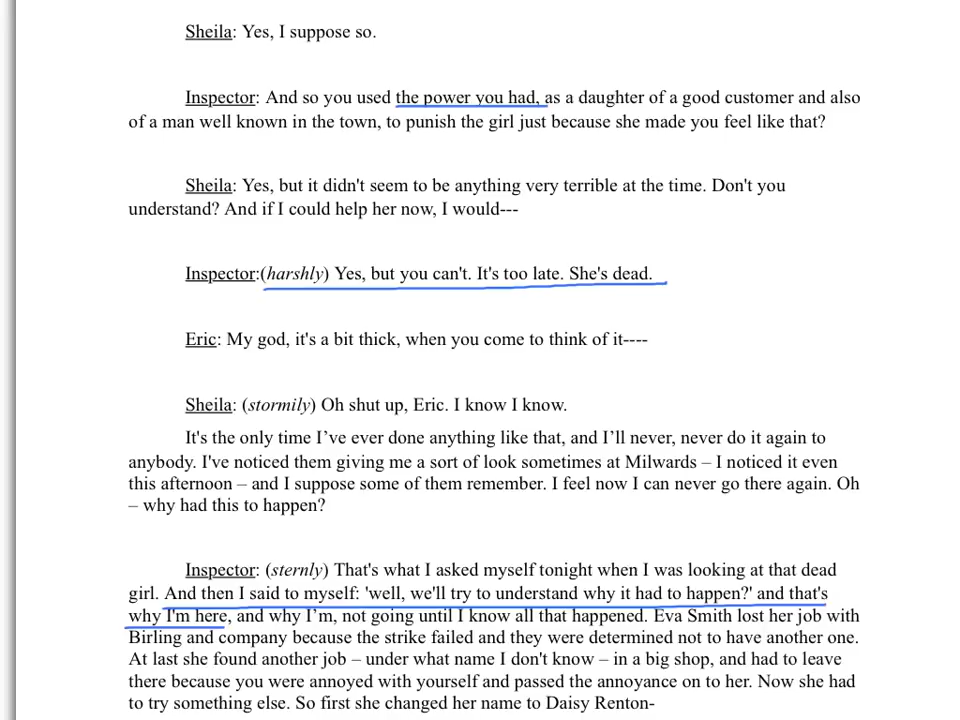 Sheila: Yes, I suppose so.
Inspector: And so you used the power you had, as a daughter of a good customer and also
of a man well known in the town, to punish the girl just because she made you feel like that?
Sheila: Yes, but it didn't seem to be anything very terrible at the time. Don't you
understand? And if I could help her now, I would---
Inspector:(harshly) Yes, but you can't. It's too late. She's dead.
Eric: My god, it's a bit thick, when you come to think of it----
Sheila: (stormily) Oh shut up, Eric. I know I know.
It's the only time I’ve ever done anything like that, and I’ll never, never do it again to
anybody. I've noticed them giving me a sort of look sometimes at Milwards – I noticed it even
this afternoon – and I suppose some of them remember. I feel now I can never go there again. Oh
– why had this to happen?
Inspector: (sternly) That's what I asked myself tonight when I was looking at that dead
girl. And then I said to myself: 'well, we'll try to understand why it had to happen?' and that's
why I'm here, and why I’m, not going until I know all that happened. Eva Smith lost her job with
Birling and company because the strike failed and they were determined not to have another one.
At last she found another job – under what name I don't know – in a big shop, and had to leave
there because you were annoyed with yourself and passed the annoyance on to her. Now she had
to try something else. So first she changed her name to Daisy Renton-